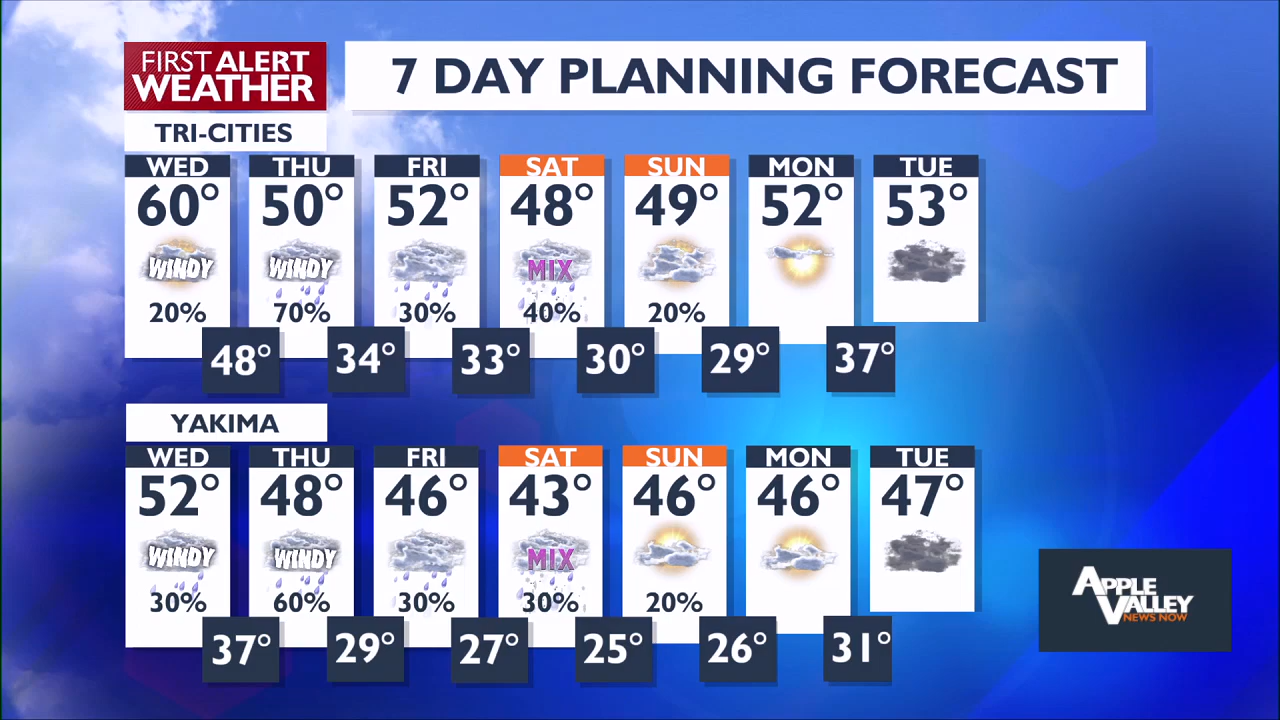 FIRST ALERT
WEATHER
7 DAY PLANNING FORECAST
TRI-CITIES
WED THU FRI SAT SUN MON TUE
60° 50° 52° 48° 49° 52° 53°
WINDY WINDY MIX
20% 70% 30% 40% 20%
48° 34° 33° 30° 29° 37°
YAKIMA
WED THU FRI SAT SUN MON TUE
52° 48° 46° 43° 46° 46° 47°
WINDY WINDY MIX
30% 60% 30% 30% 20%
37° 29° 27° 25° 26° 31°
APPLE
VALLEY
NEWS NOW